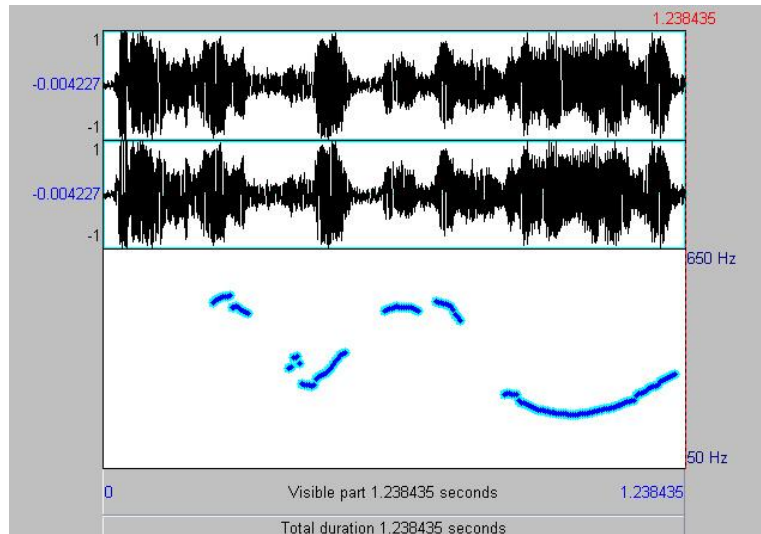 1.238435
1
-0.004227
-1
1
-0.004227
-1
650 Hz
50 Hz
0 Visible part 1.238435 seconds 1.238435
Total duration 1.238435 seconds